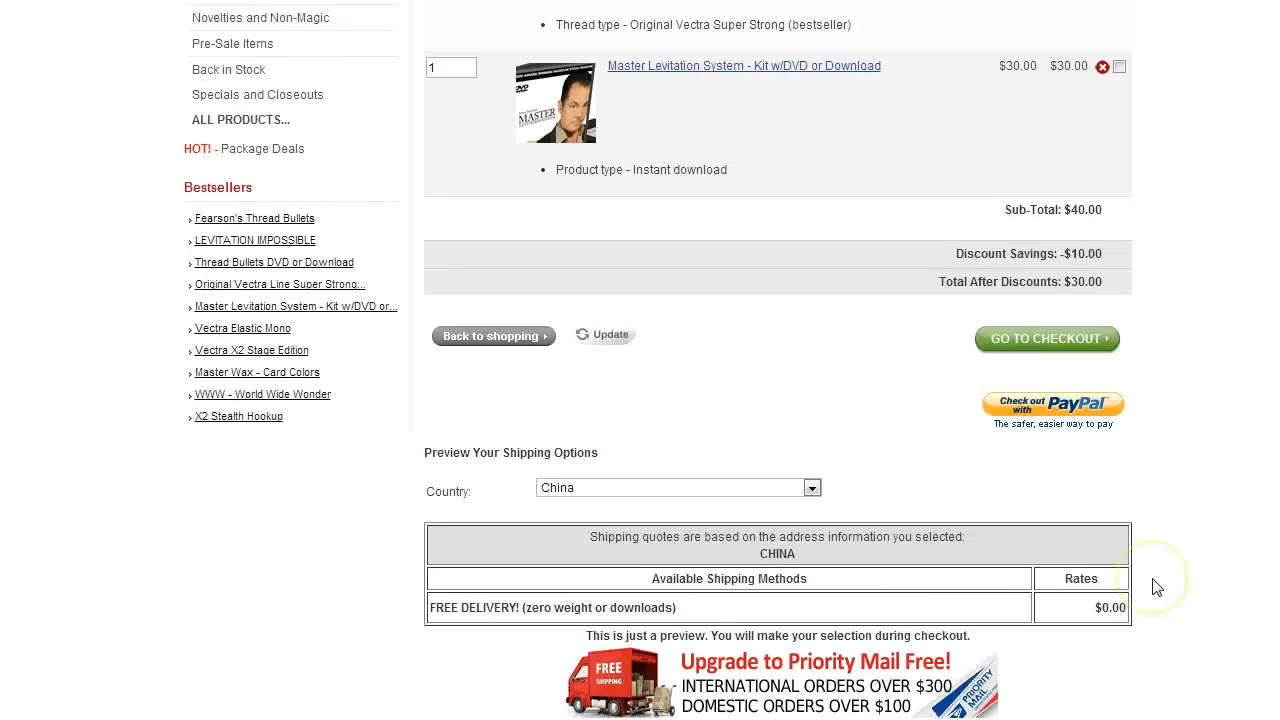 Novelties and Non-Magic
Pre-Sale Items
Back in Stock
Specials and Closeouts
ALL PRODUCTS...
HOT! - Package Deals
Bestsellers
Fearson's Thread Bullets
LEVITATION IMPOSSIBLE
Thread Bullets DVD or Download
Original Vectra Line Super Strong...
Master Levitation System - Kit w/DVD or...
Vectra Elastic Mono
Vectra X2 Stage Edition
Master Wax - Card Colors
WWW - World Wide Wonder
X2 Stealth Hookup
• Thread type - Original Vectra Super Strong (bestseller)
1
DVD
MASTER
Master Levitation System - Kit w/DVD or Download
$30.00 $30.00
• Product type - Instant download
Sub-Total: $40.00
Discount Savings: -$10.00
Total After Discounts: $30.00
Back to shopping
Update
GO TO CHECKOUT
Check out with PayPal
The safer, easier way to pay
Preview Your Shipping Options
Country: China
Shipping quotes are based on the address information you selected:
CHINA
Available Shipping Methods Rates
FREE DELIVERY! (zero weight or downloads) $0.00
This is just a preview. You will make your selection during checkout.
FREE
SHIPPING
Upgrade to Priority Mail Free!
INTERNATIONAL ORDERS OVER $300
DOMESTIC ORDERS OVER $100
PRIORITY
MAIL